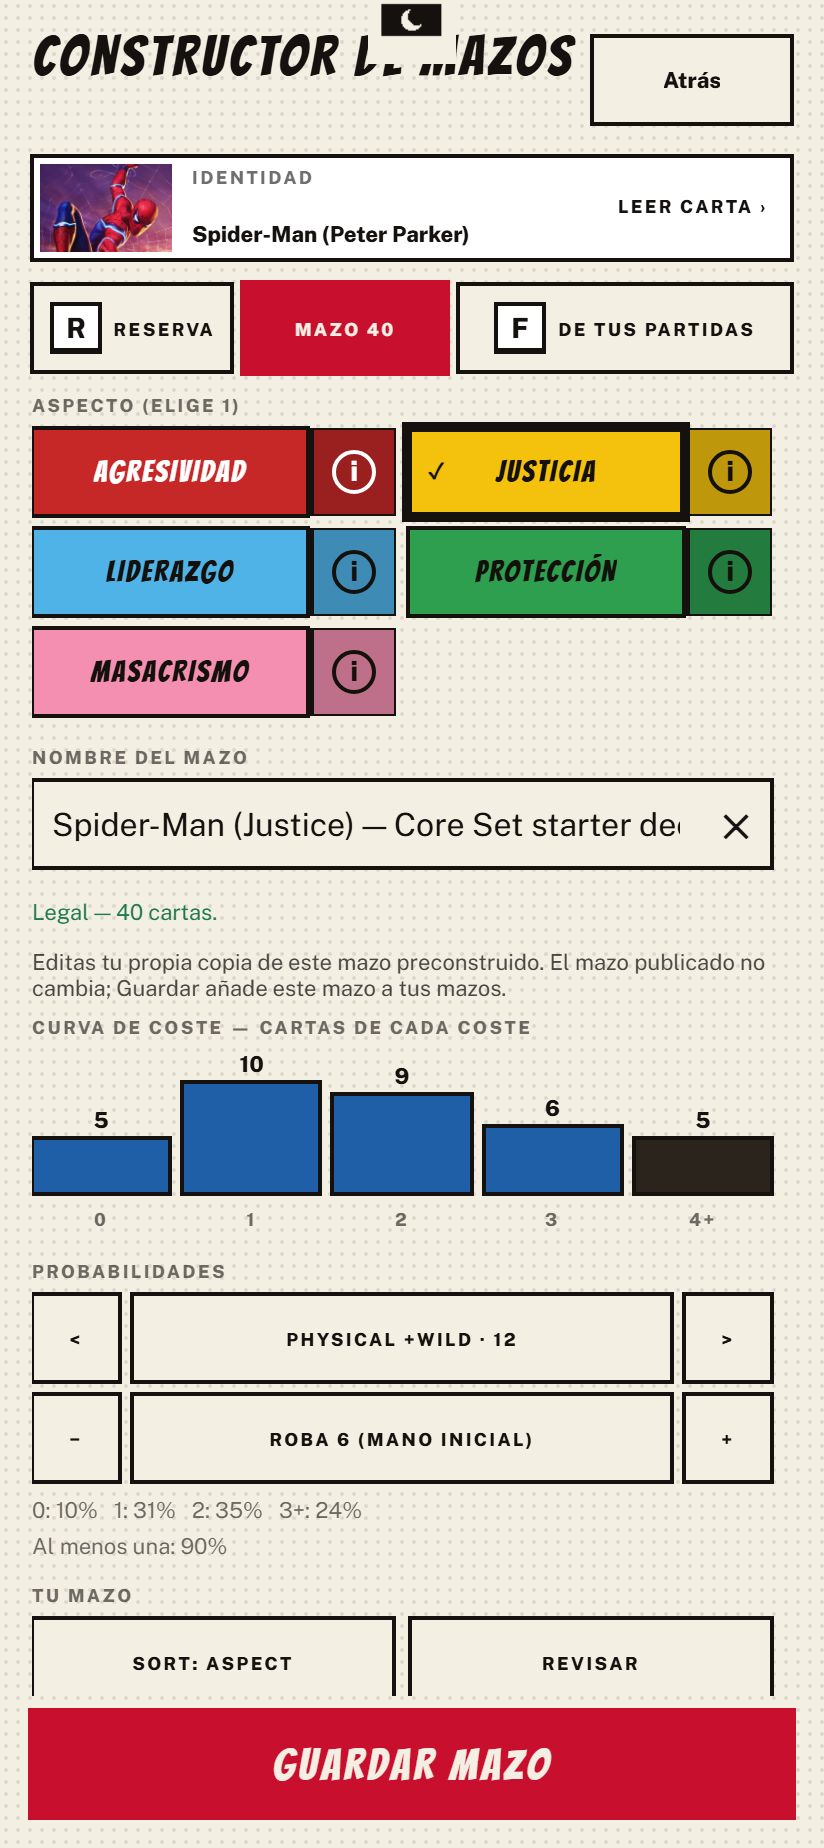 CONSTRUCTOR
Atrás
IDENTIDAD
Spider-Man (Peter Parker)
LEER CARTA ›
R RESERVA
MAZO 40
F DE TUS PARTIDAS
ASPECTO (ELIGE 1)
AGRESIVIDAD i
✓ JUSTICIA i
LIDERAZGO i
PROTECCIÓN i
MASACRISMO i
NOMBRE DEL MAZO
Spider-Man (Justice) — Core Set starter
Legal — 40 cartas.
Editas tu propia copia de este mazo preconstruido. El mazo publicado no
cambia; Guardar añade este mazo a tus mazos.
CURVA DE COSTE — CARTAS DE CADA COSTE
5 10 9 6 5
0 1 2 3 4+
PROBABILIDADES
< PHYSICAL +WILD · 12 >
− ROBA 6 (MANO INICIAL) +
0: 10% 1: 31% 2: 35% 3+: 24%
Al menos una: 90%
TU MAZO
SORT: ASPECT
REVISAR
GUARDAR MAZO